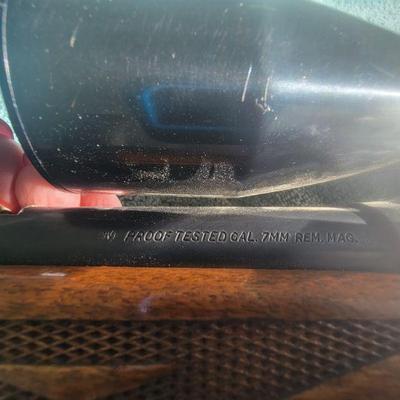 PROOF TESTED CAL. 7MM REM. MAG.